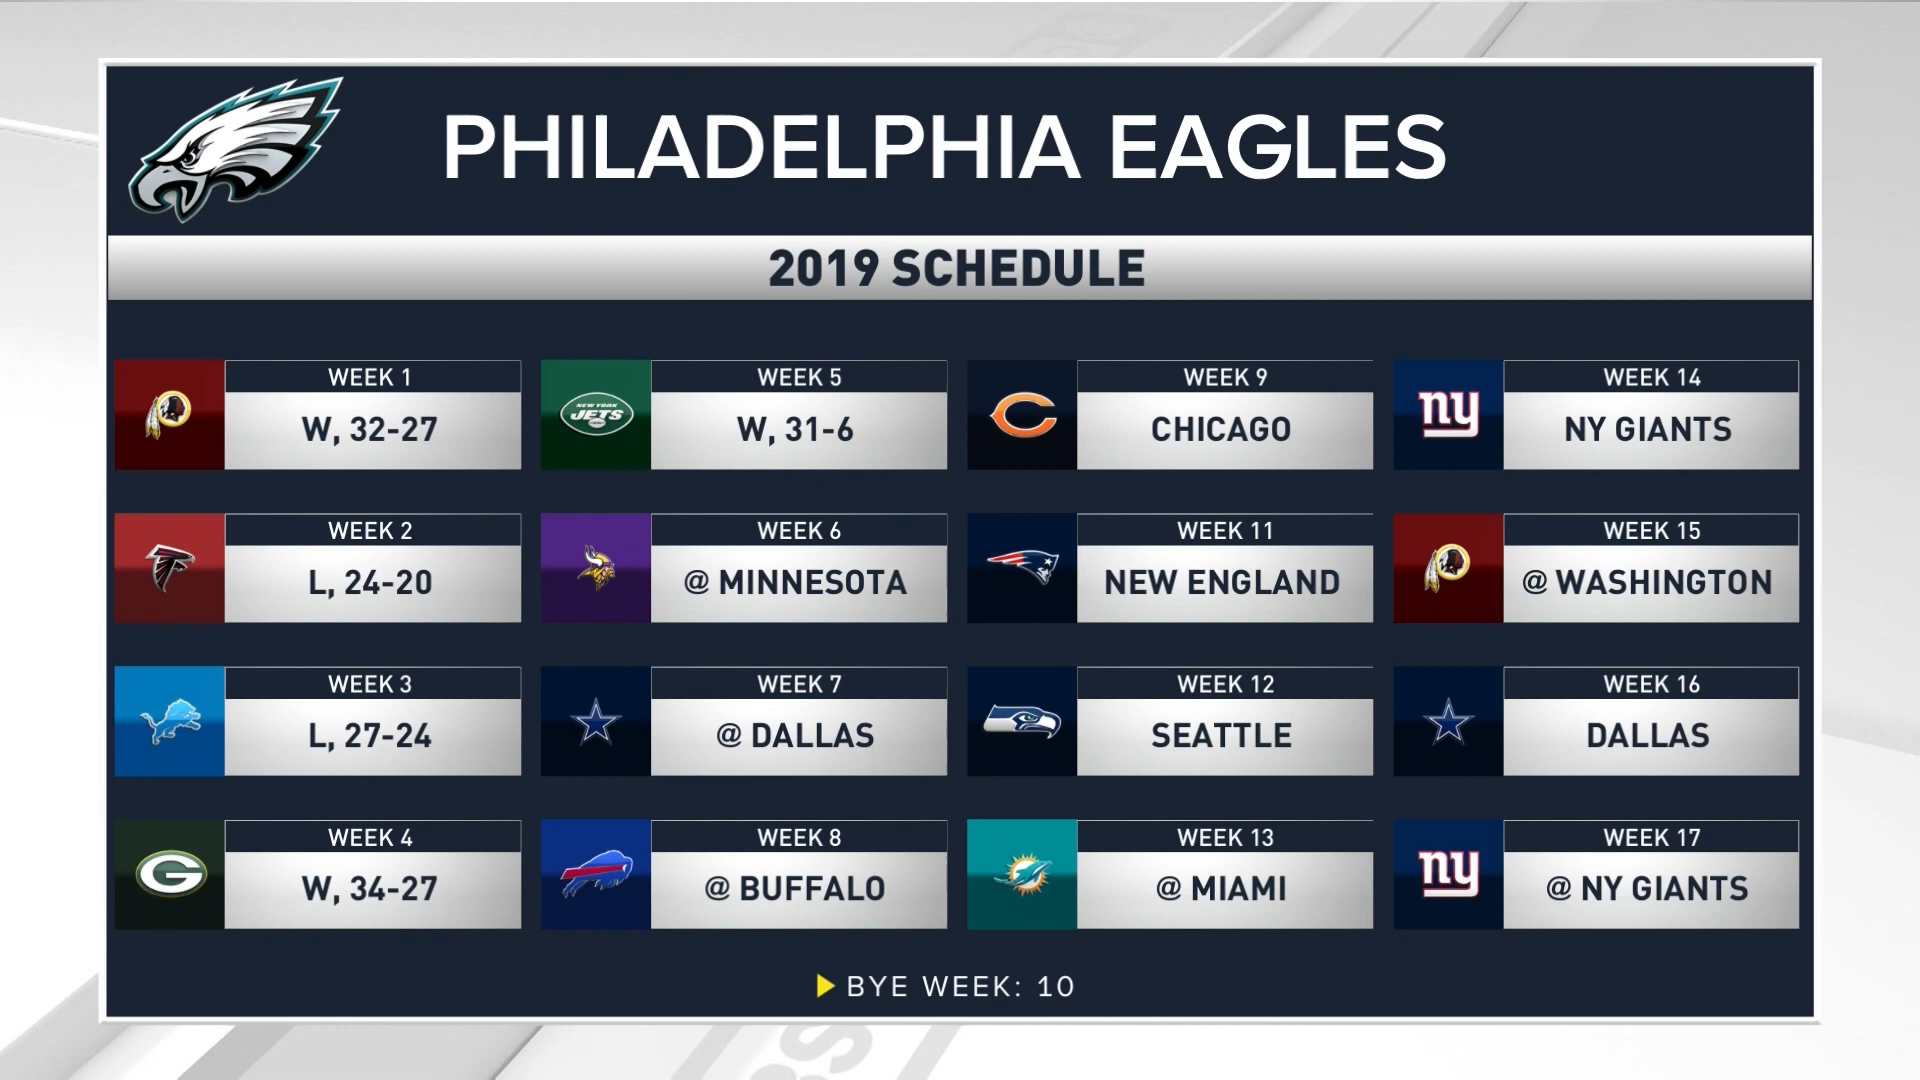 PHILADELPHIA EAGLES
2019 SCHEDULE
WEEK 1
W, 32-27
WEEK 2
L, 24-20
WEEK 3
L, 27-24
WEEK 4
G
W, 34-27
NEW YORK
JETS
WEEK 5
W, 31-6
WEEK 6
@ MINNESOTA
WEEK 7
@ DALLAS
WEEK 8
@ BUFFALO
C
WEEK 9
CHICAGO
WEEK 11
NEW ENGLAND
WEEK 12
SEATTLE
WEEK 13
@ MIAMI
ny
WEEK 14
NY GIANTS
WEEK 15
@ WASHINGTON
WEEK 16
DALLAS
ny
WEEK 17
@ NY GIANTS
BYE WEEK: 10